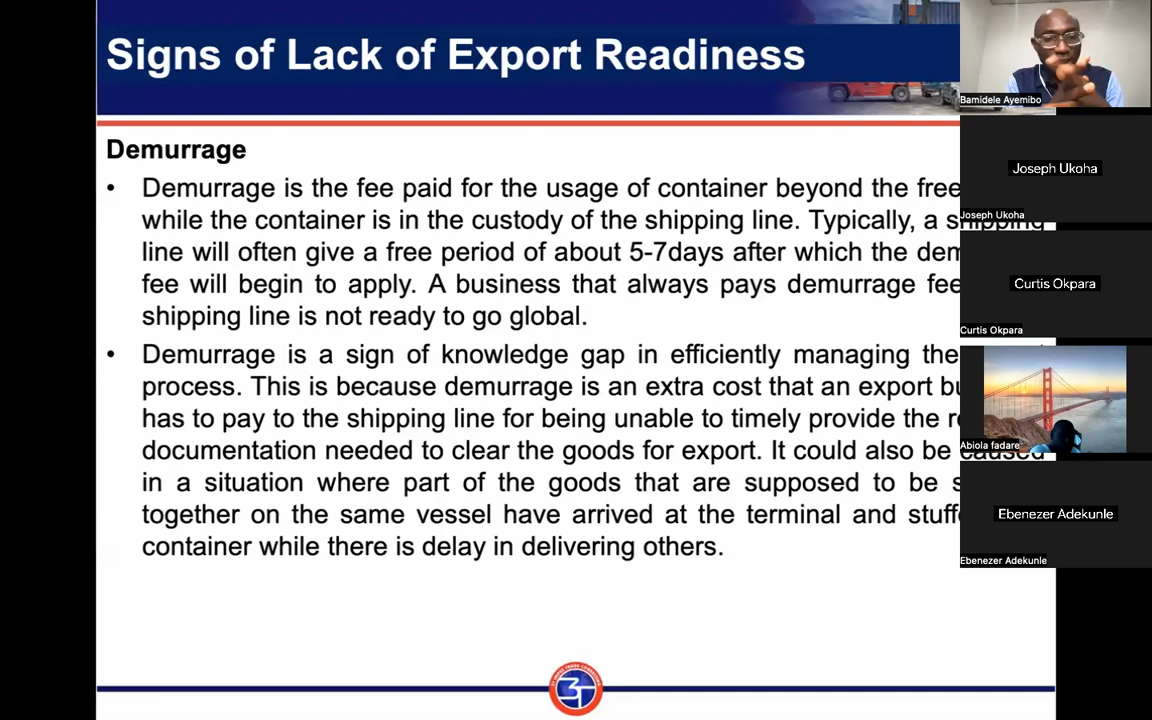 Signs of Lack of Export Readiness
Demurrage
• Demurrage is the fee paid for the usage of container beyond the free
while the container is in the custody of the shipping line. Typically, a shipping
line will often give a free period of about 5-7days after which the dem
fee will begin to apply. A business that always pays demurrage fee
shipping line is not ready to go global.
• Demurrage is a sign of knowledge gap in efficiently managing the
process. This is because demurrage is an extra cost that an export bu
has to pay to the shipping line for being unable to timely provide the re
documentation needed to clear the goods for export. It could also be caused
in a situation where part of the goods that are supposed to be s
together on the same vessel have arrived at the terminal and stuffe
container while there is delay in delivering others.
Bamidele Ayemibo
Joseph Ukoha
Joseph Ukoha
Curtis Okpara
Curtis Okpara
Abiola fadare
Ebenezer Adekunle
Ebenezer Adekunle
3T